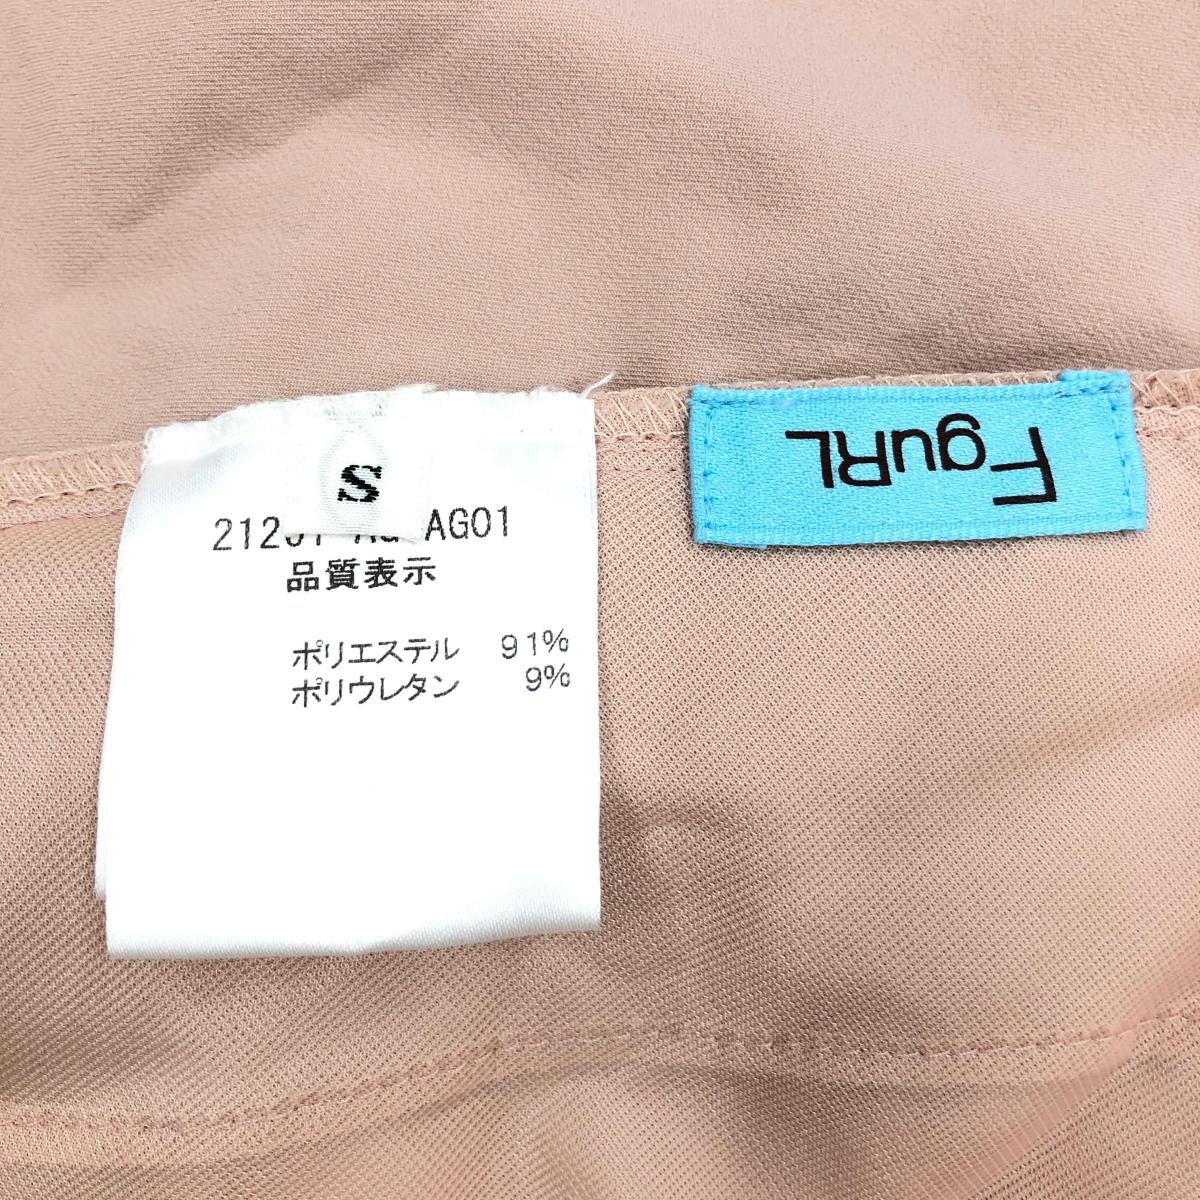 S
AG01
品質表示
ポリエステル 91%
ポリウレタン 9%
FguRL